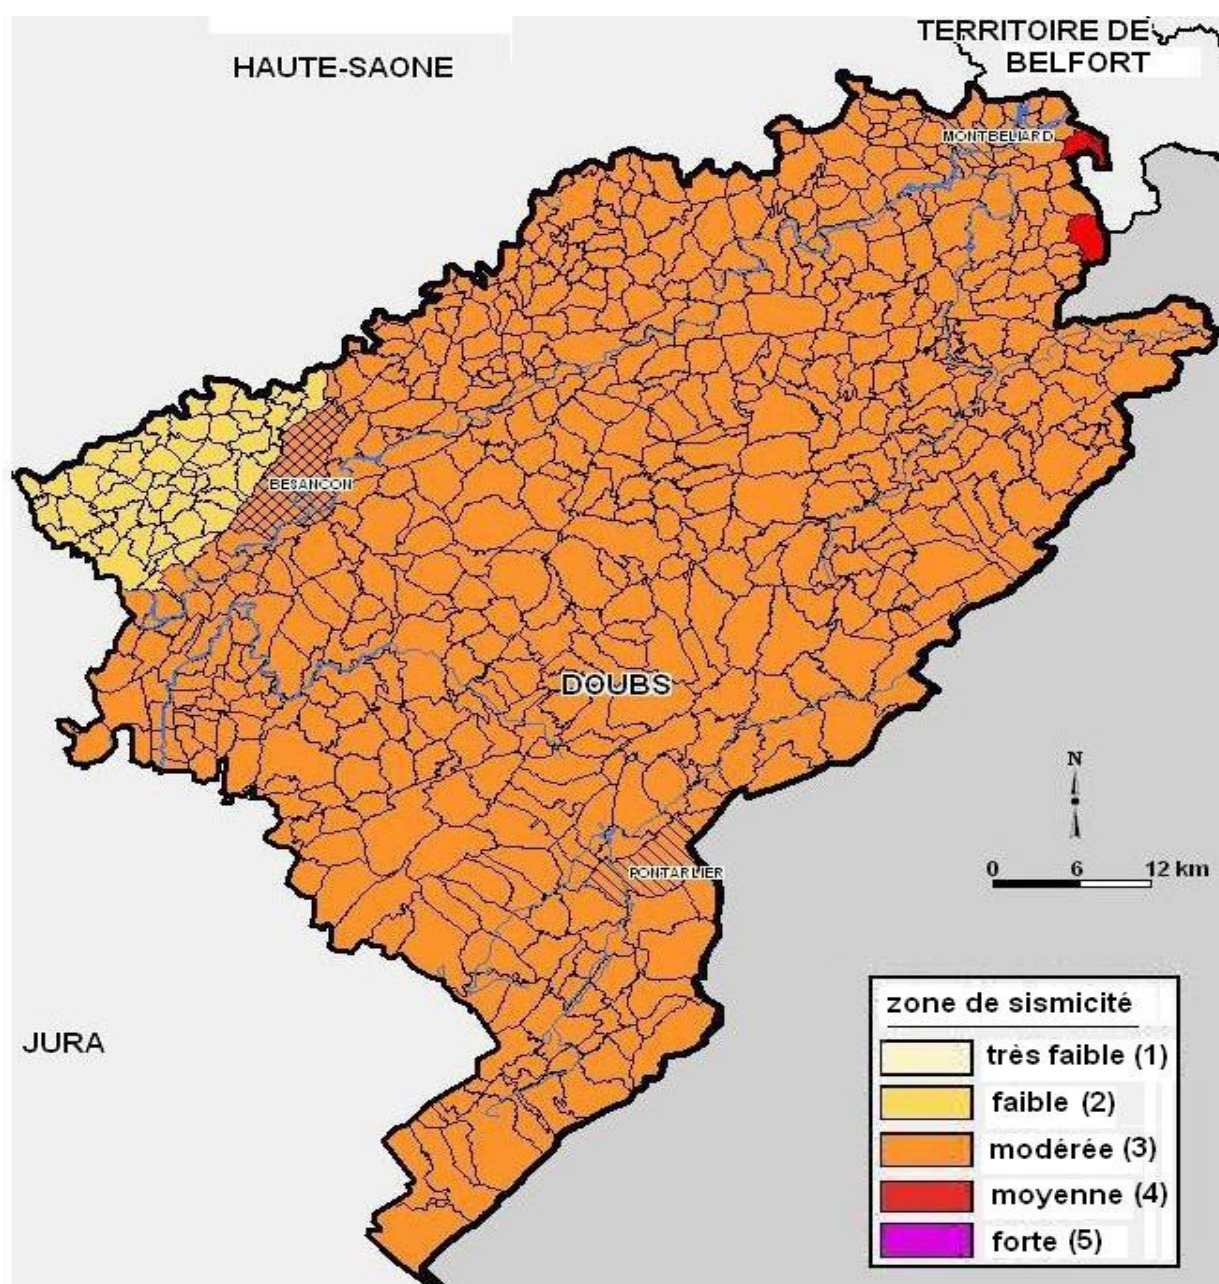 TERRITOIRE DE
BELFORT
HAUTE-SAONE
MONTBELIARD
BESANCON
DOUBS
N
0 6 12 km
PONTARLIER
JURA
zone de sismicité
très faible (1)
faible (2)
modérée (3)
moyenne (4)
forte (5)